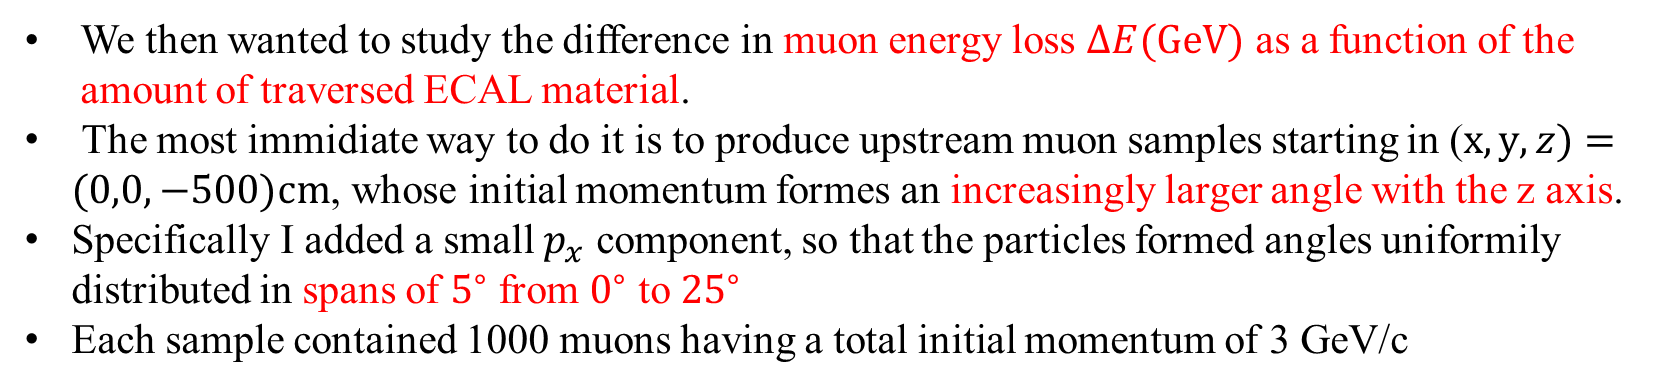 • We then wanted to study the difference in muon energy loss ΔE(GeV) as a function of the
amount of traversed ECAL material.
• The most immidiate way to do it is to produce upstream muon samples starting in (x, y, z) =
(0,0, −500)cm, whose initial momentum formes an increasingly larger angle with the z axis.
• Specifically I added a small pₓ component, so that the particles formed angles uniformily
distributed in spans of 5° from 0° to 25°
• Each sample contained 1000 muons having a total initial momentum of 3 GeV/c